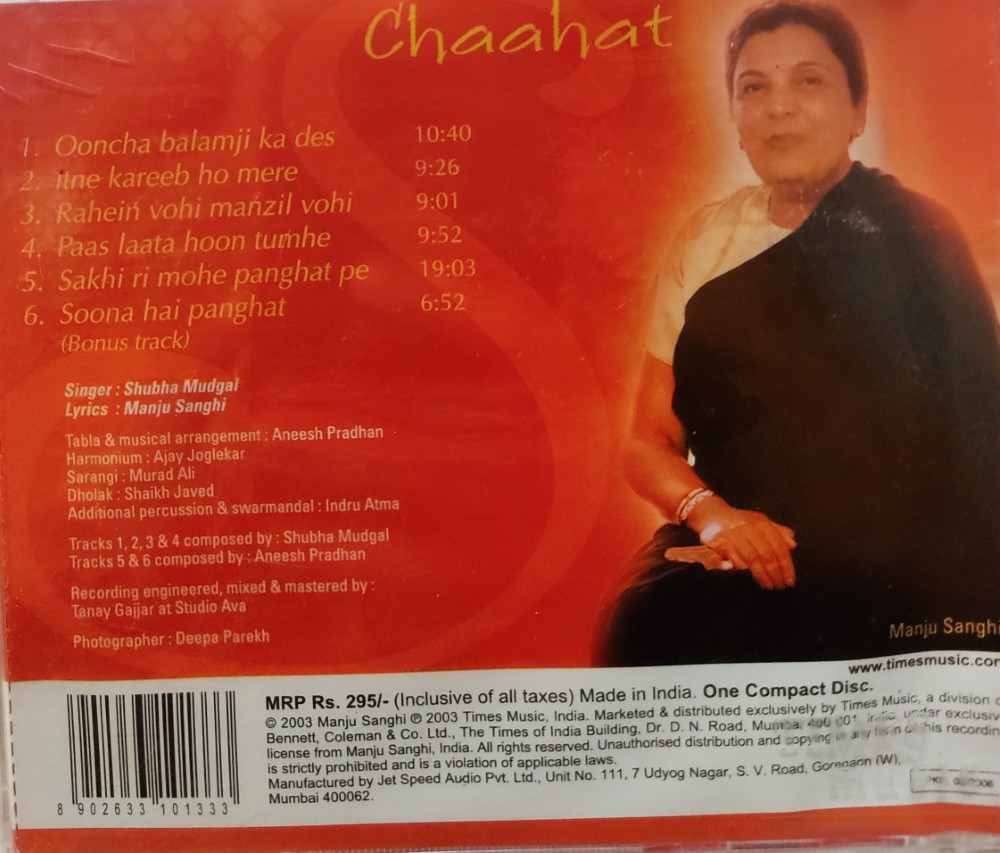 Chaahat
1. Ooncha balamji ka des 10:40
2. itne kareeb ho mere 9:26
3. Rahein vohi manzil vohi 9:01
4. Paas laata hoon tumhe 9:52
5. Sakhi ri mohe panghat pe 19:03
6. Soona hai panghat 6:52
(Bonus track)
Singer : Shubha Mudgal
Lyrics : Manju Sanghi
Tabla & musical arrangement : Aneesh Pradhan
Harmonium : Ajay Joglekar
Sarangi : Murad Ali
Dholak : Shaikh Javed
Additional percussion & swarmandal : Indru Atma
Tracks 1, 2, 3 & 4 composed by : Shubha Mudgal
Tracks 5 & 6 composed by : Aneesh Pradhan
Recording engineered, mixed & mastered by :
Tanay Gajjar at Studio Ava
Photographer : Deepa Parekh
Manju Sanghi
www.timesmusic.com
MRP Rs. 295/- (Inclusive of all taxes) Made in India. One Compact Disc.
© 2003 Manju Sanghi ℗ 2003 Times Music, India. Marketed & distributed exclusively by Times Music, a division
Bennett, Coleman & Co. Ltd., The Times of India Building, Dr. D. N. Road, Mumbai 400 001, India, under exclusive
license from Manju Sanghi, India. All rights reserved. Unauthorised distribution and copying in any form of this recording
is strictly prohibited and is a violation of applicable laws.
Manufactured by Jet Speed Audio Pvt. Ltd., Unit No. 111, 7 Udyog Nagar, S. V. Road, Goregaon (W),
Mumbai 400062.
8 902633 101333